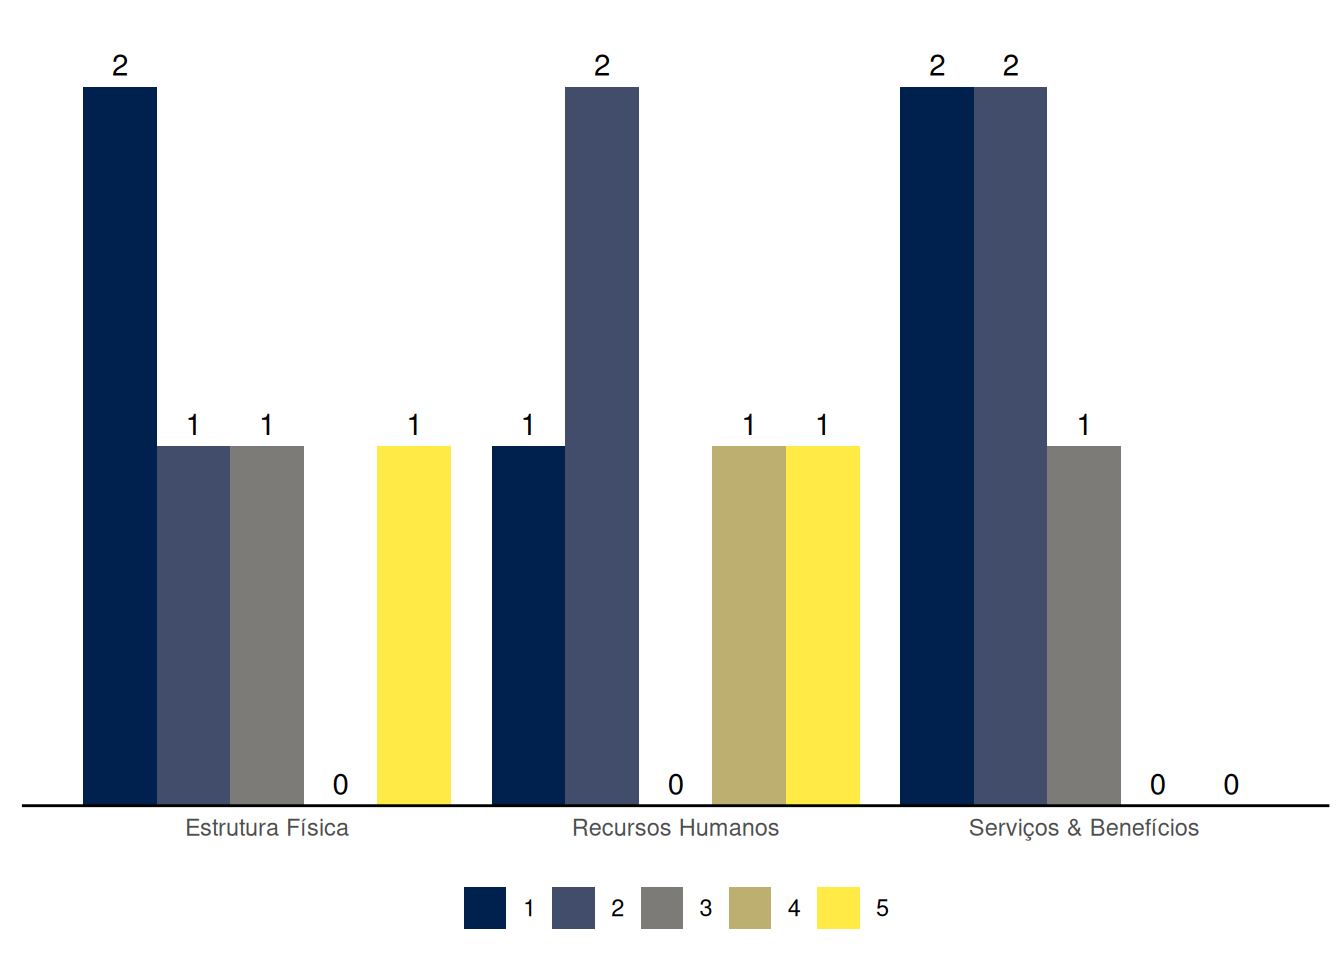 2 2 2 2
1 1 1 1 1 1 1
0 0 0 0
Estrutura Física Recursos Humanos Serviços & Benefícios
1 2 3 4 5